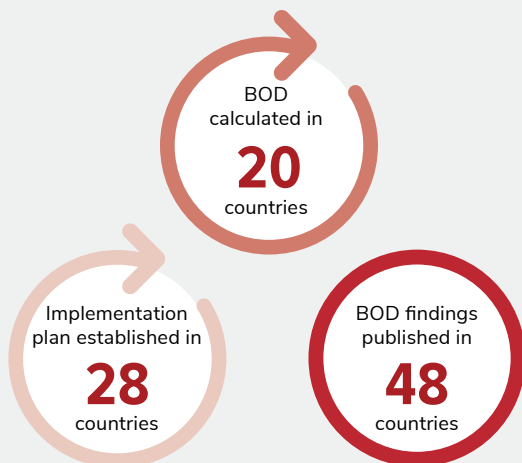 BOD
calculated in
20
countries
Implementation
plan established in
28
countries
BOD findings
published in
48
countries